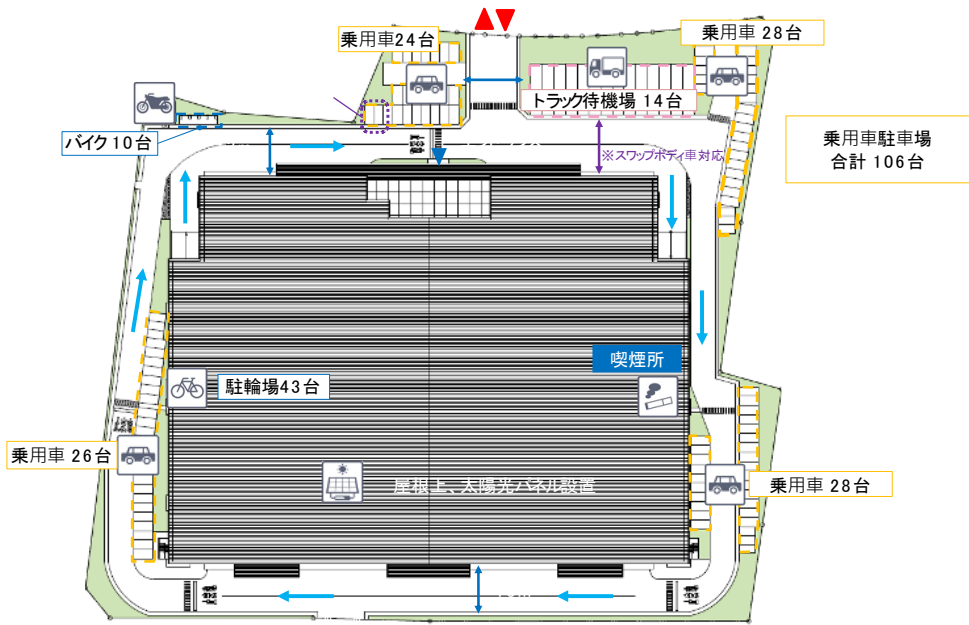 乗用車24台
乗用車 28台
トラック待機場 14台
バイク 10台
※スワップボディ車対応
乗用車駐車場
合計 106台
喫煙所
駐輪場43台
乗用車 26台
乗用車 28台
屋根上、太陽光パネル設置